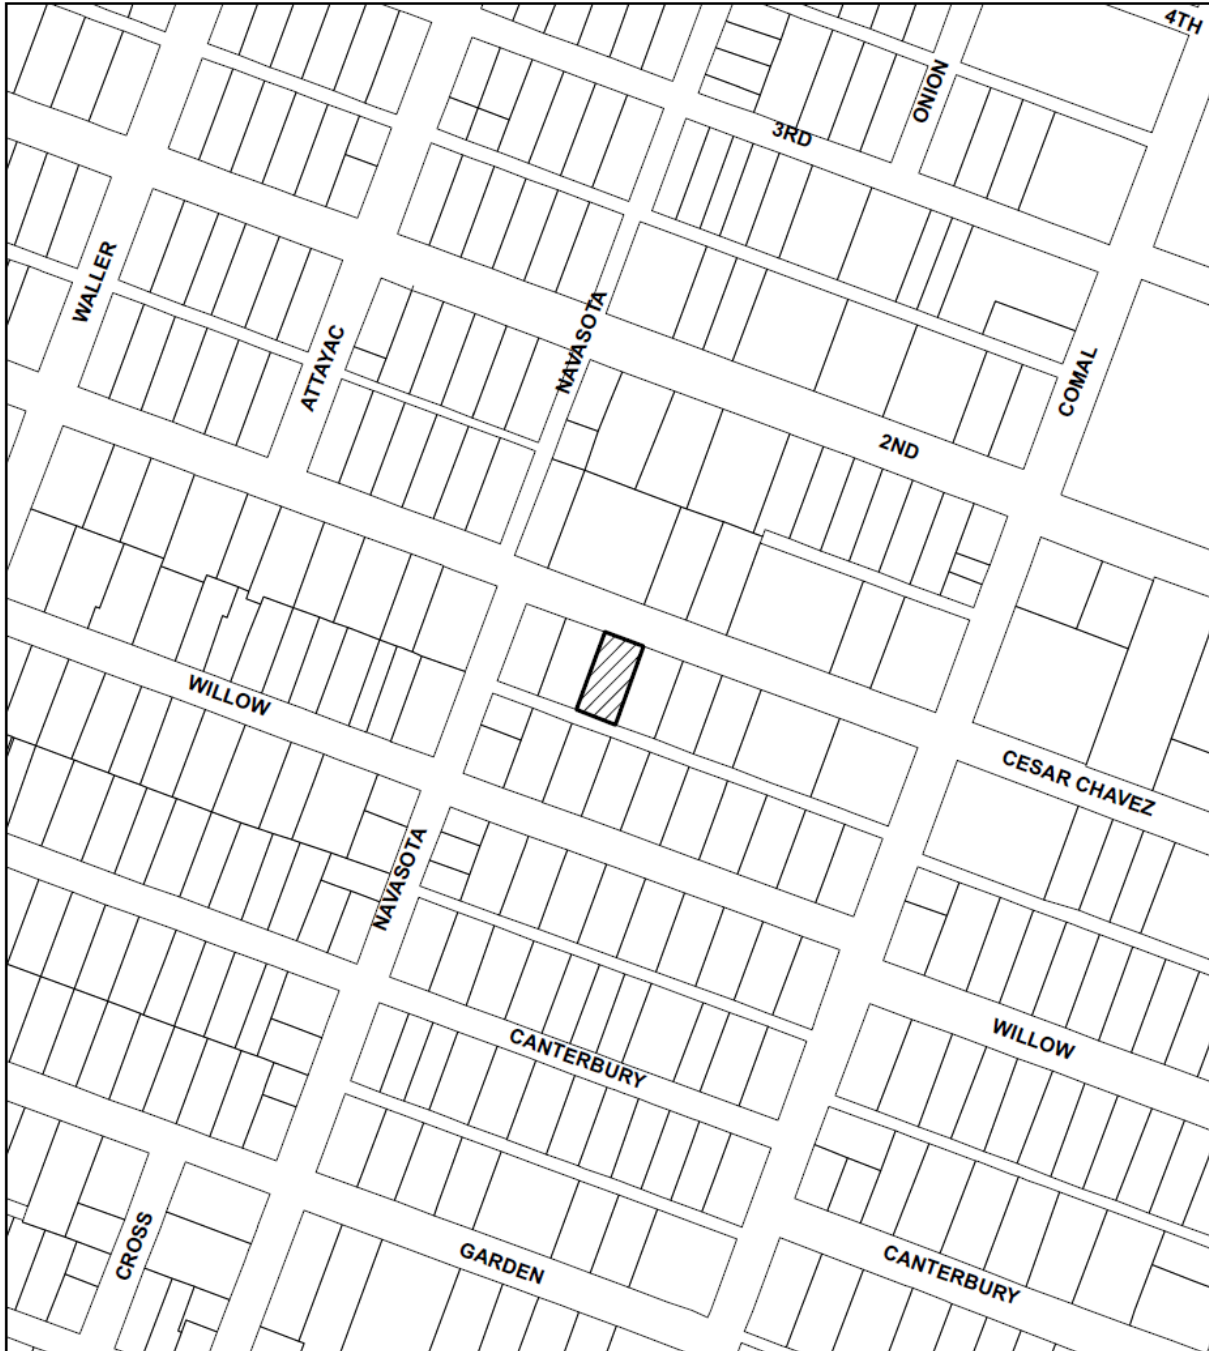 4TH
ONION
3RD
WALLER
NAVASOTA
ATTAYAC
COMAL
2ND
WILLOW
CESAR CHAVEZ
NAVASOTA
CANTERBURY
WILLOW
CROSS
GARDEN
CANTERBURY